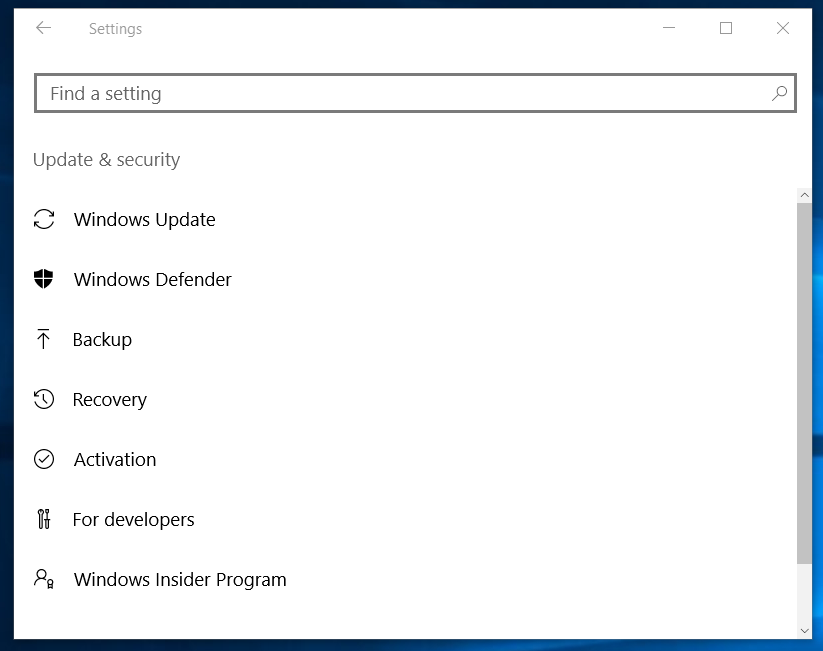 Settings
Find a setting
Update & security
Windows Update
Windows Defender
Backup
Recovery
Activation
For developers
Windows Insider Program